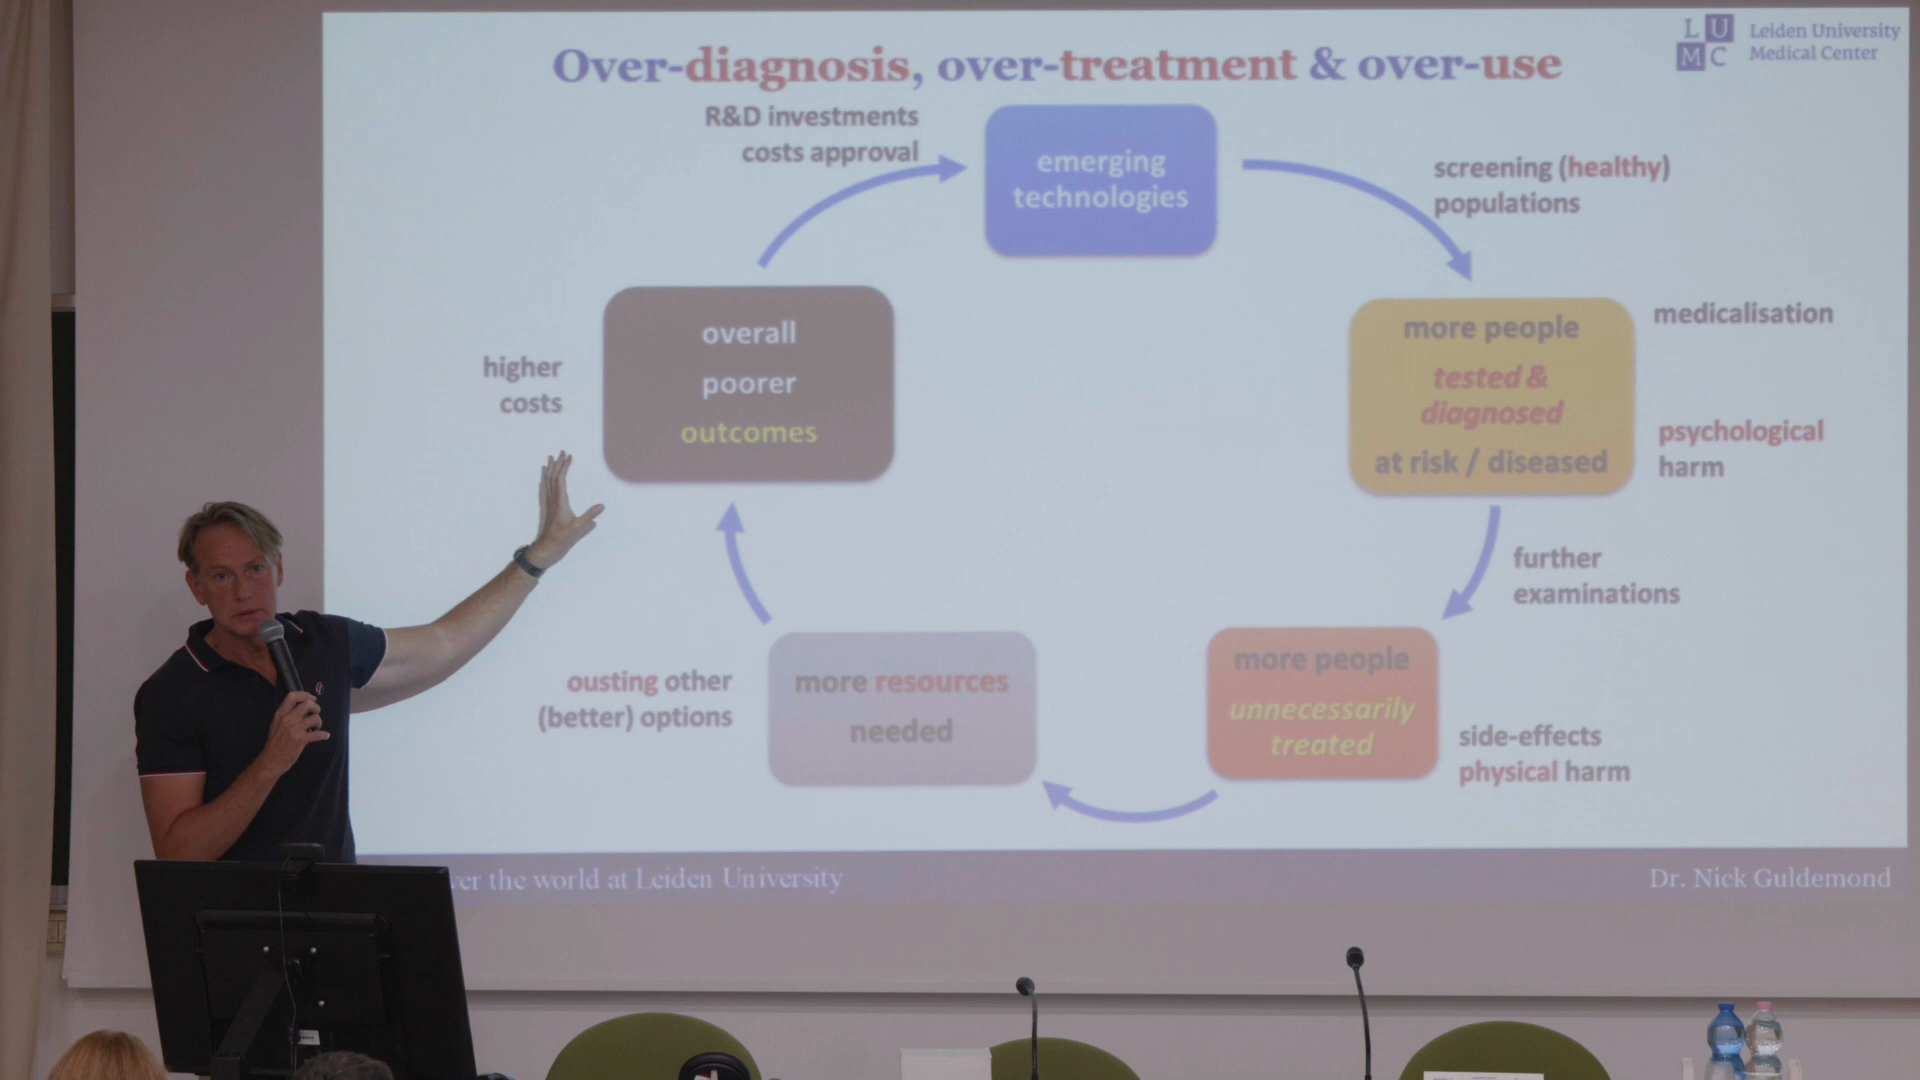 Over-diagnosis, over-treatment & over-use
L U
M C
Leiden University
Medical Center
R&D investments
costs approval
emerging
technologies
screening (healthy)
populations
more people
tested &
diagnosed
at risk / diseased
medicalisation
psychological
harm
further
examinations
more people
unnecessarily
treated
side-effects
physical harm
more resources
needed
ousting other
(better) options
overall
poorer
outcomes
higher
costs
the world at Leiden University
Dr. Nick Guldemond